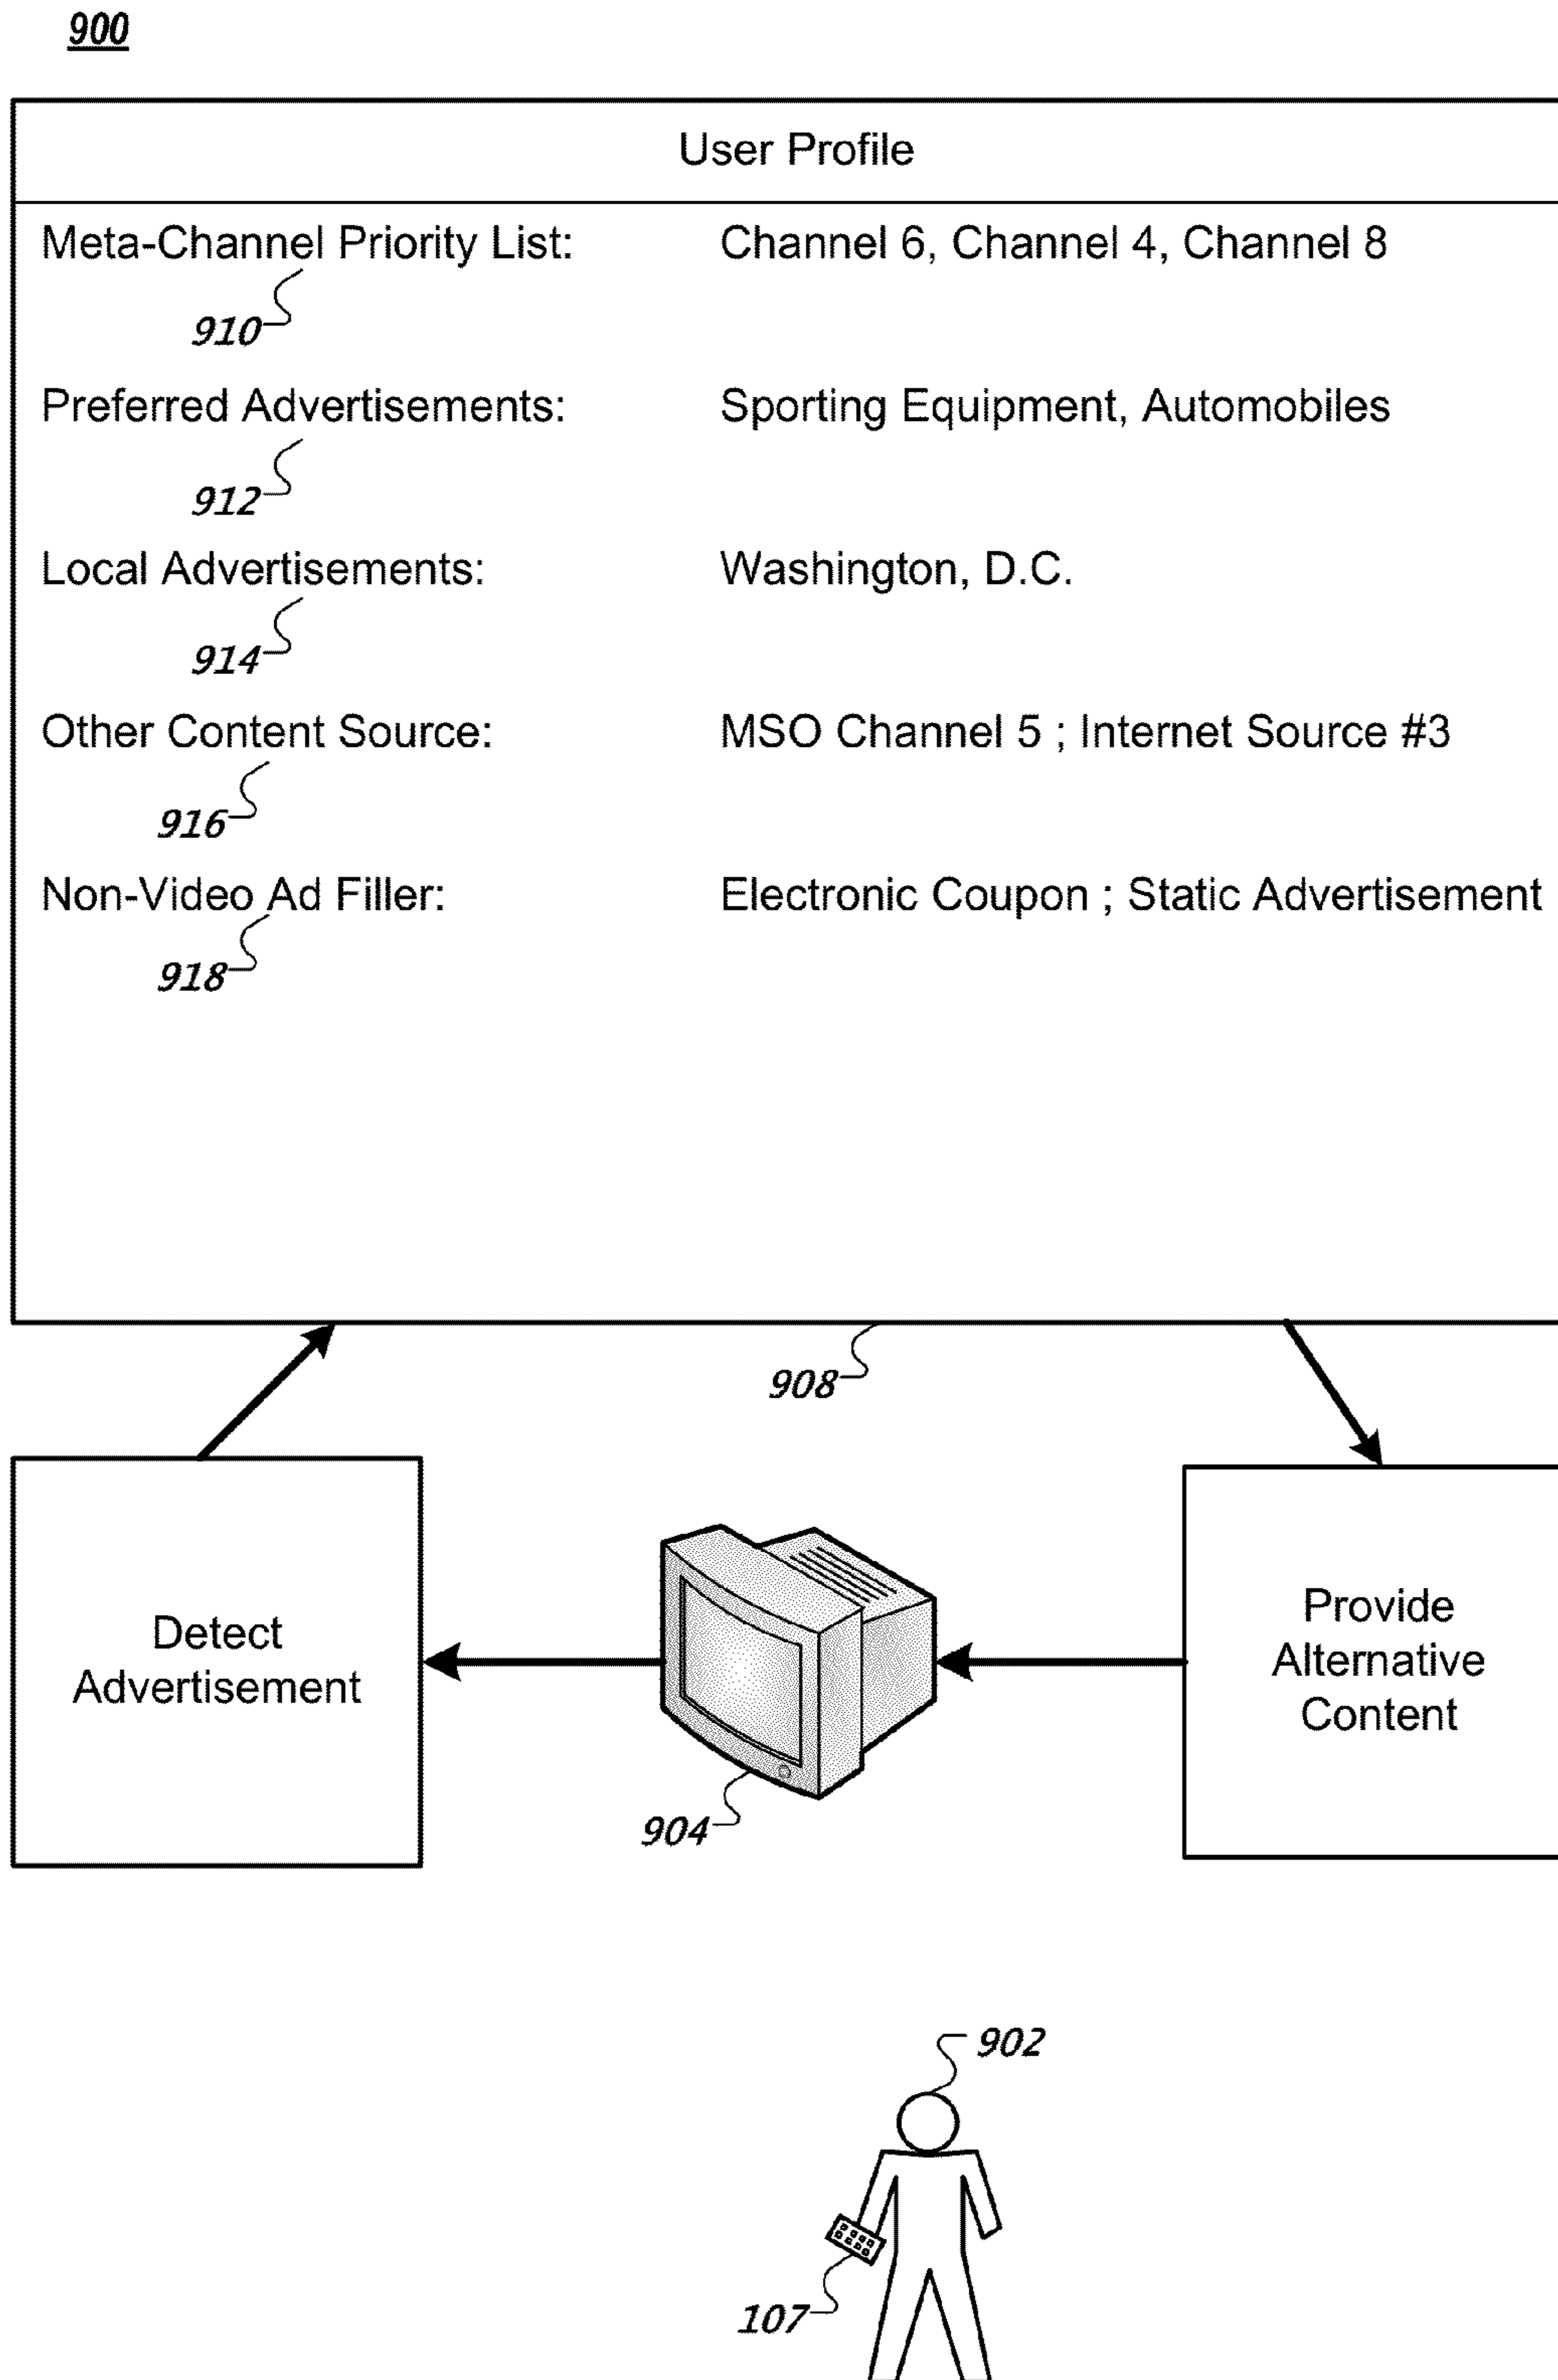 900
User Profile
Meta-Channel Priority List: Channel 6, Channel 4, Channel 8
910
Preferred Advertisements: Sporting Equipment, Automobiles
912
Local Advertisements: Washington, D.C.
914
Other Content Source: MSO Channel 5 ; Internet Source #3
916
Non-Video Ad Filler: Electronic Coupon ; Static Advertisement
918
908
Detect
Advertisement
904
Provide
Alternative
Content
902
107